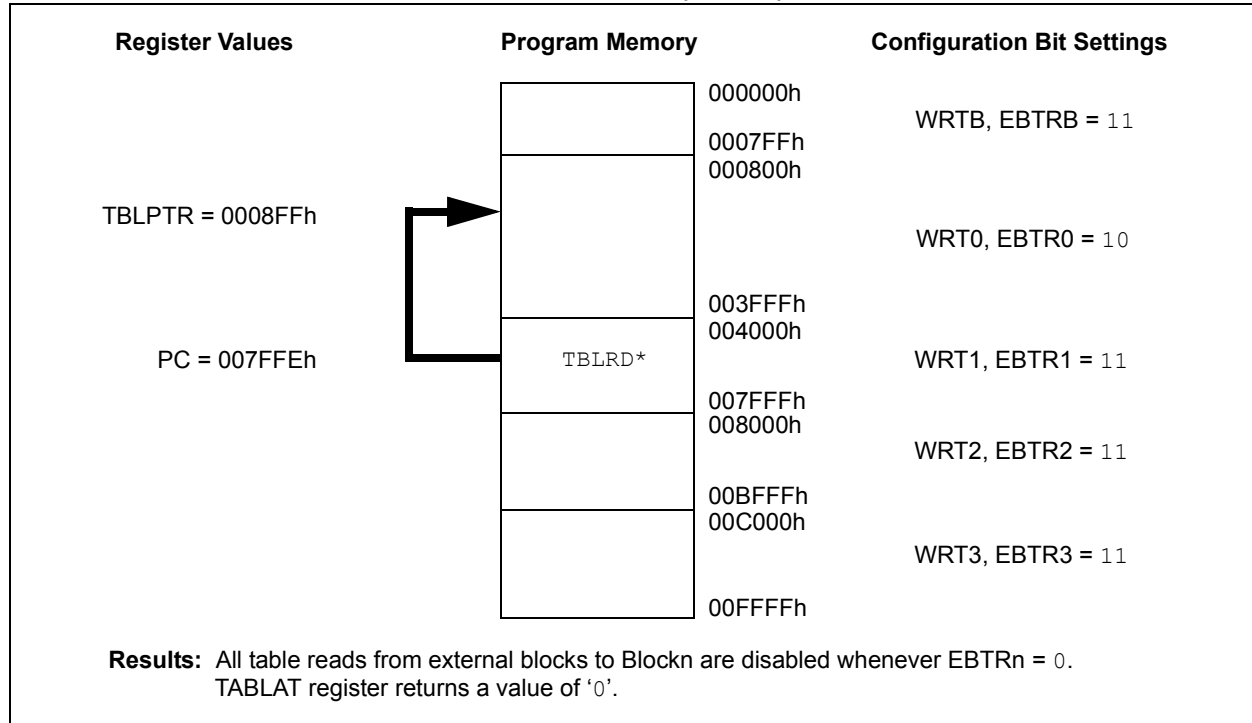 Register Values Program Memory Configuration Bit Settings
000000h
WRTB, EBTRB = 11
0007FFh
000800h
TBLPTR = 0008FFh
WRT0, EBTR0 = 10
003FFFh
004000h
PC = 007FFEh TBLRD* WRT1, EBTR1 = 11
007FFFh
008000h
WRT2, EBTR2 = 11
00BFFFh
00C000h
WRT3, EBTR3 = 11
00FFFFh
Results: All table reads from external blocks to Blockn are disabled whenever EBTRn = 0.
TABLAT register returns a value of ‘0’.